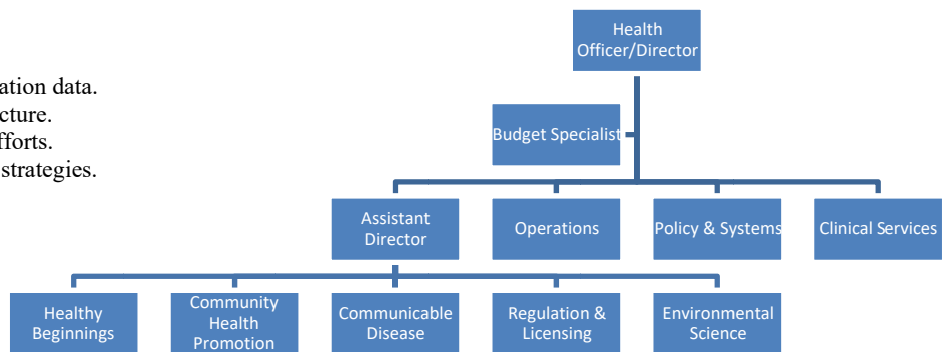 Health
Officer/Director
ation data.
cture.
fforts.
strategies.
Budget Specialist
Assistant
Director
Operations
Policy & Systems
Clinical Services
Healthy
Beginnings
Community
Health
Promotion
Communicable
Disease
Regulation &
Licensing
Environmental
Science